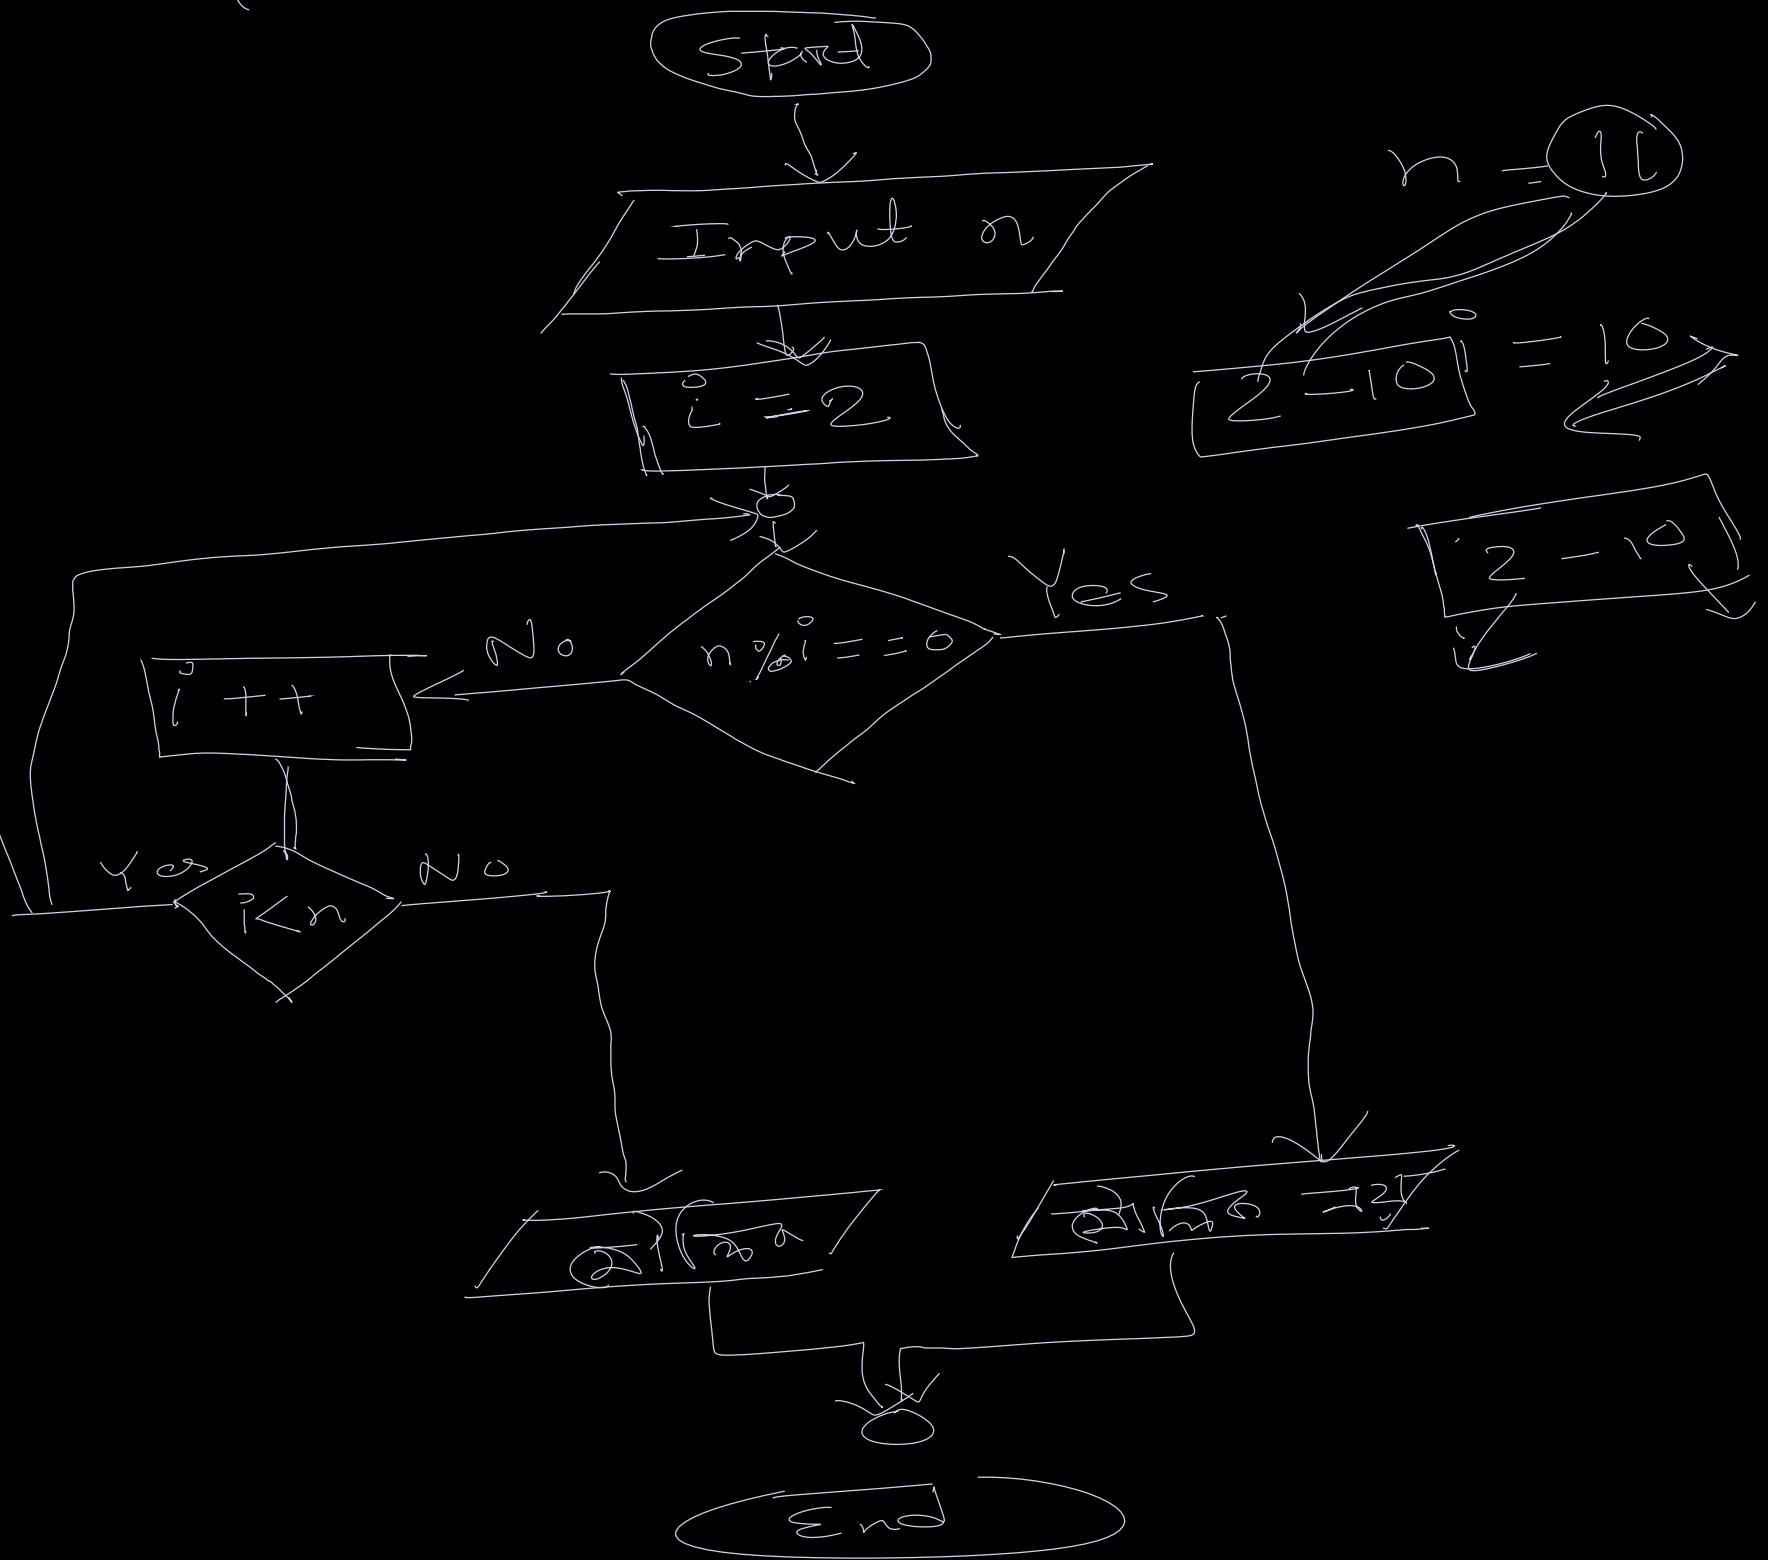 Start
n = 11
Input n
i = 10
2 - 10
i = 2
2 - 10
Yes
n % i == 0
No
i ++
Yes
No
i < n
মৌলিক নয়
মৌলিক
End